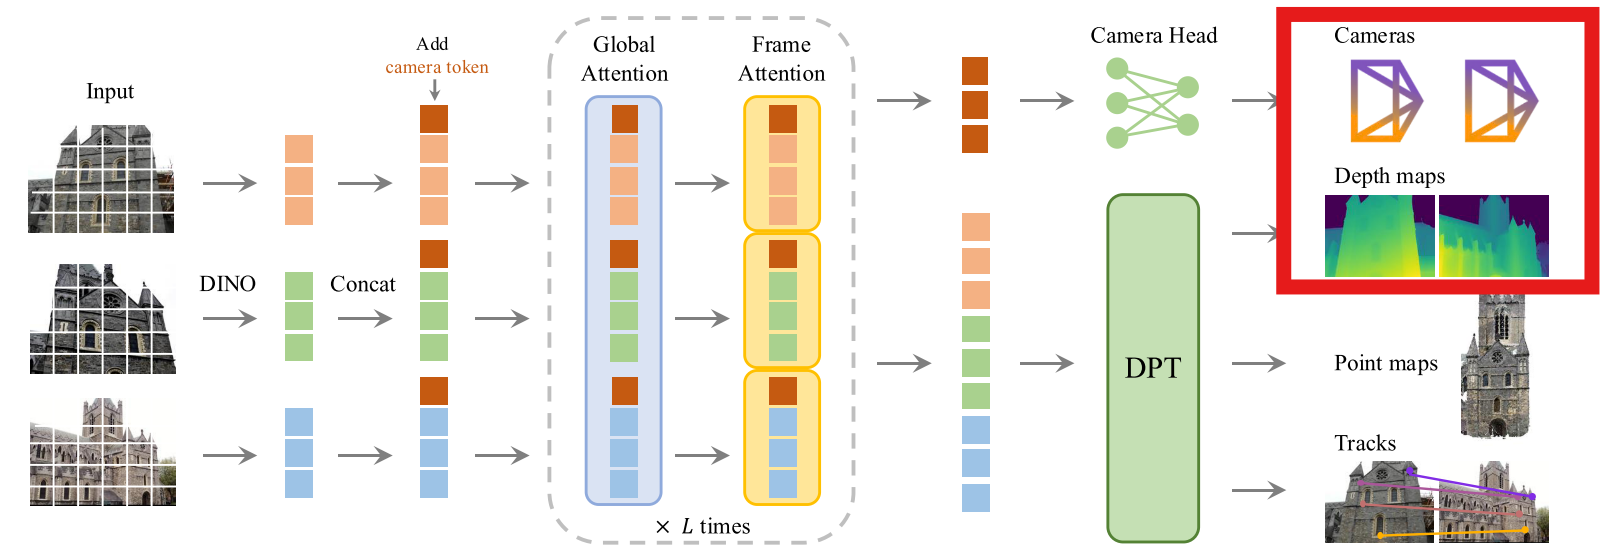 Input
DINO
Concat
Add
camera token
Global
Attention
Frame
Attention
× L times
Camera Head
DPT
Cameras
Depth maps
Point maps
Tracks